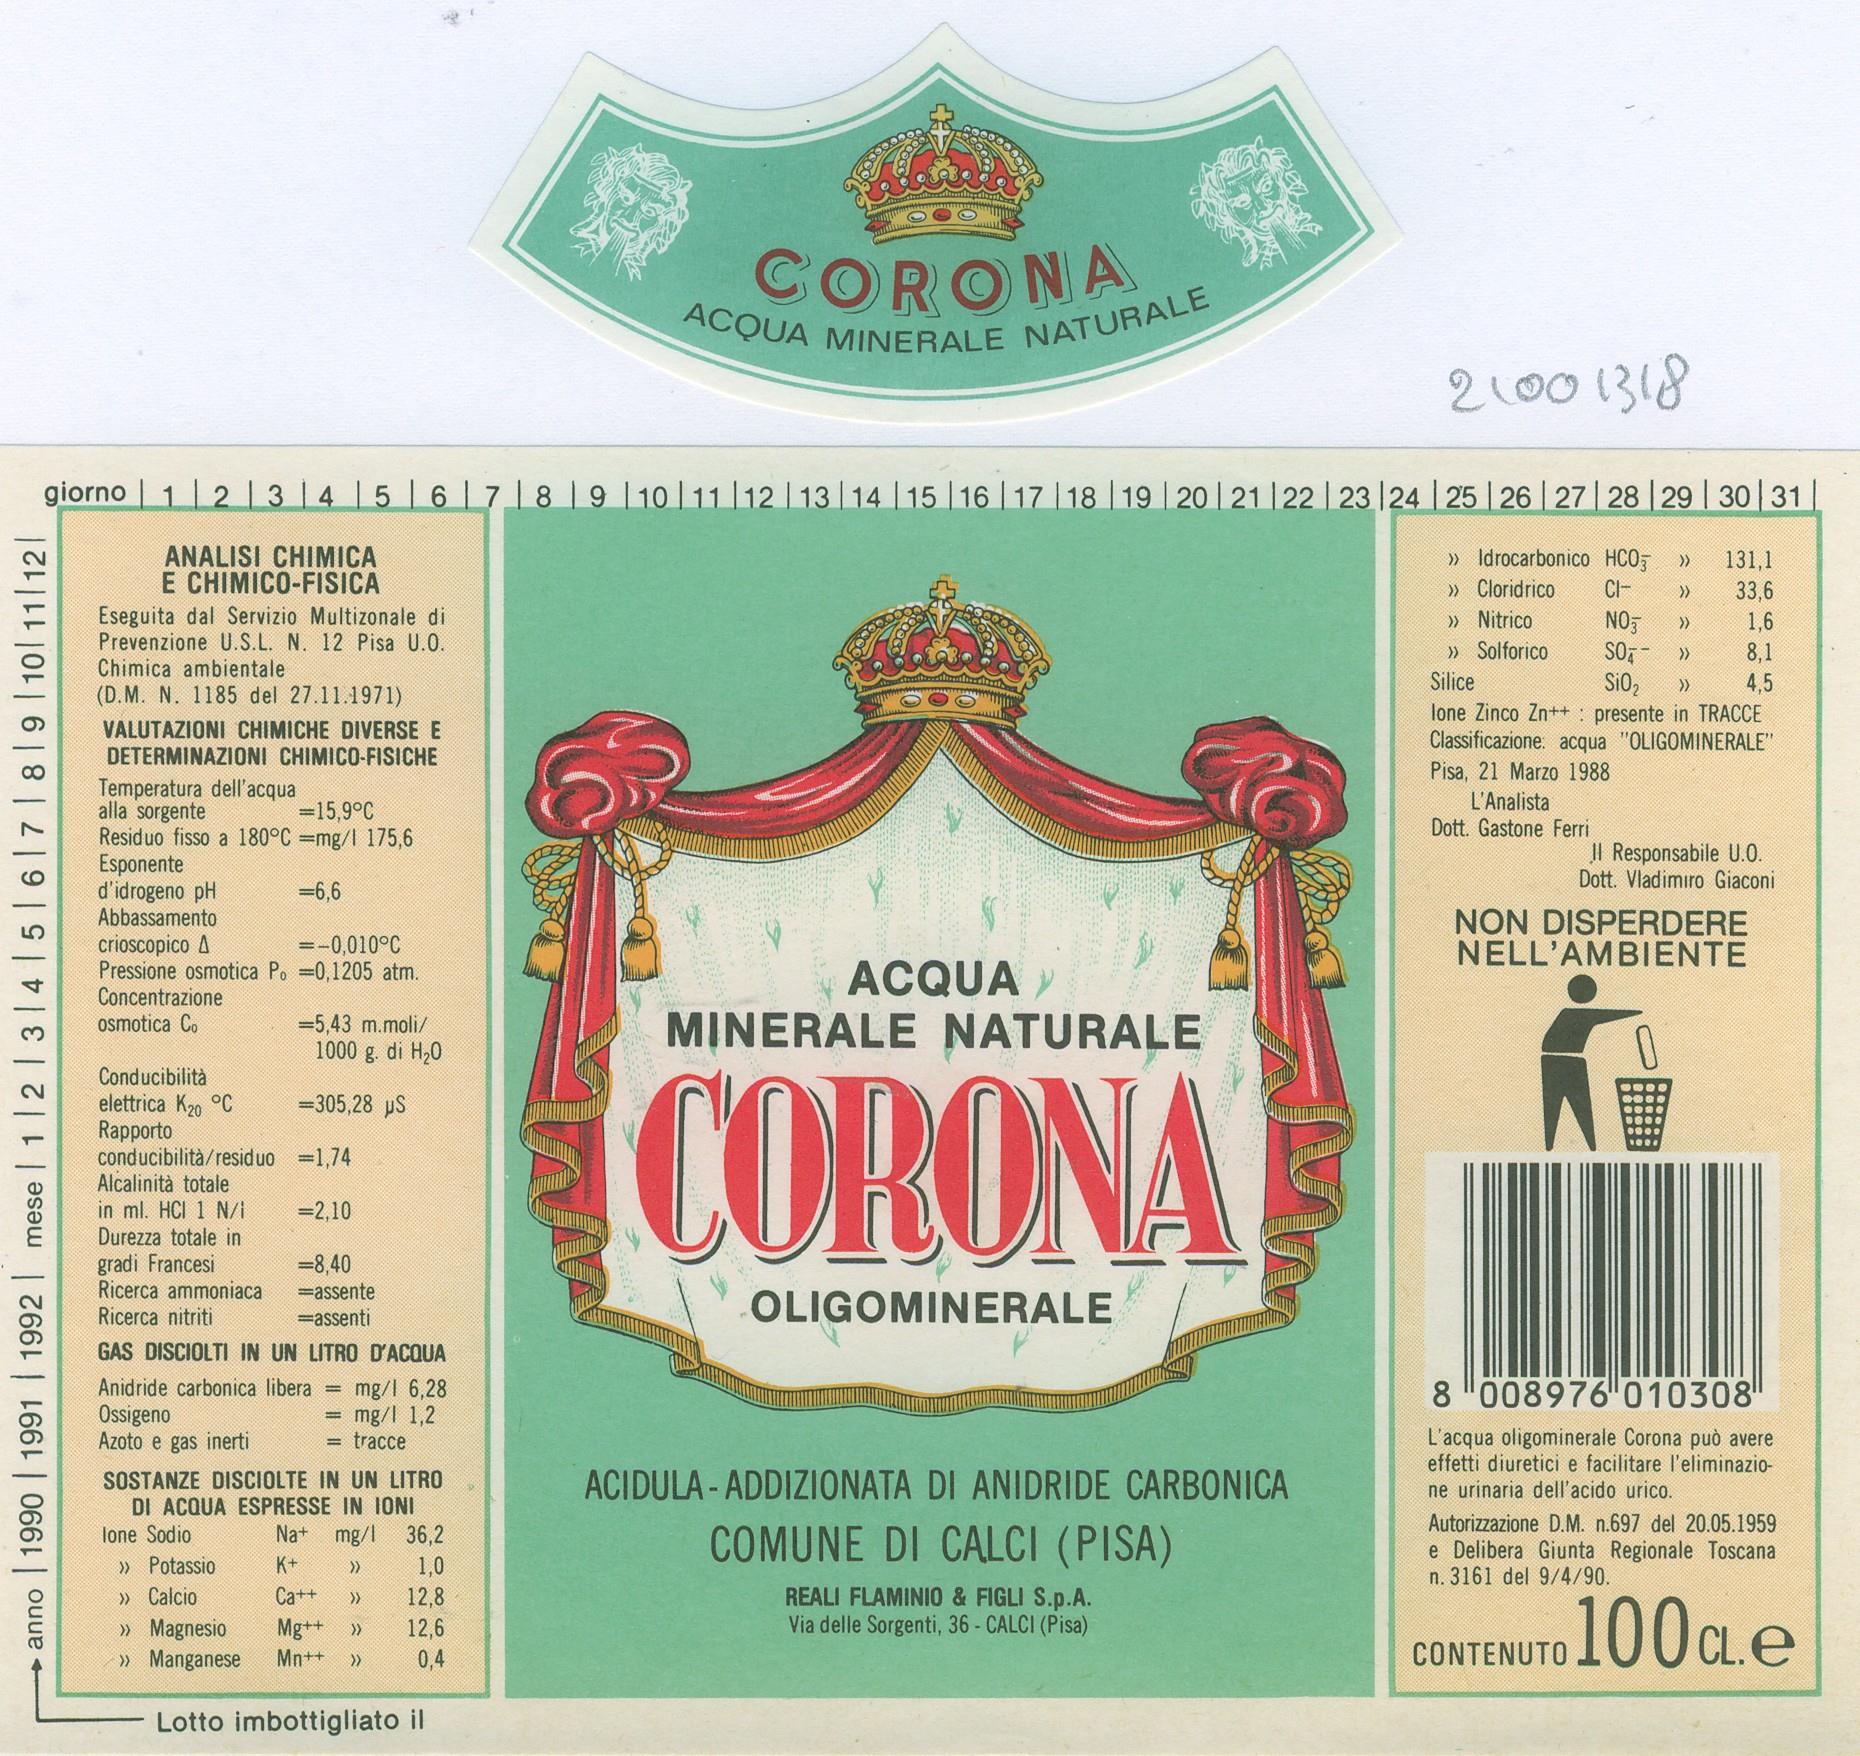 CORONA
ACQUA MINERALE NATURALE
21001318
giorno | 1 | 2 | 3 | 4 | 5 | 6 | 7 | 8 | 9 | 10 | 11 | 12 | 13 | 14 | 15 | 16 | 17 | 18 | 19 | 20 | 21 | 22 | 23 | 24 | 25 | 26 | 27 | 28 | 29 | 30 | 31 |
anno | 1990 | 1991 | 1992 | mese | 1 | 2 | 3 | 4 | 5 | 6 | 7 | 8 | 9 | 10 | 11 | 12 |
ANALISI CHIMICA
E CHIMICO-FISICA
Eseguita dal Servizio Multizonale di
Prevenzione U.S.L. N. 12 Pisa U.O.
Chimica ambientale
(D.M. N. 1185 del 27.11.1971)
VALUTAZIONI CHIMICHE DIVERSE E
DETERMINAZIONI CHIMICO-FISICHE
Temperatura dell'acqua
alla sorgente =15,9°C
Residuo fisso a 180°C =mg/l 175,6
Esponente
d'idrogeno pH =6,6
Abbassamento
crioscopico Δ =-0,010°C
Pressione osmotica P₀ =0,1205 atm.
Concentrazione
osmotica C₀ =5,43 m.moli/
1000 g. di H₂O
Conducibilità
elettrica K₂₀ °C =305,28 µS
Rapporto
conducibilità/residuo =1,74
Alcalinità totale
in ml. HCl 1 N/l =2,10
Durezza totale in
gradi Francesi =8,40
Ricerca ammoniaca =assente
Ricerca nitriti =assenti
GAS DISCIOLTI IN UN LITRO D'ACQUA
Anidride carbonica libera = mg/l 6,28
Ossigeno = mg/l 1,2
Azoto e gas inerti = tracce
SOSTANZE DISCIOLTE IN UN LITRO
DI ACQUA ESPRESSE IN IONI
Ione Sodio Na+ mg/l 36,2
» Potassio K+ » 1,0
» Calcio Ca++ » 12,8
» Magnesio Mg++ » 12,6
» Manganese Mn++ » 0,4
Lotto imbottigliato il
ACQUA
MINERALE NATURALE
CORONA
OLIGOMINERALE
ACIDULA-ADDIZIONATA DI ANIDRIDE CARBONICA
COMUNE DI CALCI (PISA)
REALI FLAMINIO & FIGLI S.p.A.
Via delle Sorgenti, 36 - CALCI (Pisa)
» Idrocarbonico HCO₃⁻ » 131,1
» Cloridrico Cl⁻ » 33,6
» Nitrico NO₃⁻ » 1,6
» Solforico SO₄⁻⁻ » 8,1
Silice SiO₂ » 4,5
Ione Zinco Zn++ : presente in TRACCE
Classificazione: acqua "OLIGOMINERALE"
Pisa, 21 Marzo 1988
L'Analista
Dott. Gastone Ferri
Il Responsabile U.O.
Dott. Vladimiro Giaconi
NON DISPERDERE
NELL'AMBIENTE
8 008976 010308
L'acqua oligominerale Corona può avere
effetti diuretici e facilitare l'eliminazio-
ne urinaria dell'acido urico.
Autorizzazione D.M. n.697 del 20.05.1959
e Delibera Giunta Regionale Toscana
n. 3161 del 9/4/90.
CONTENUTO 100 CL. e